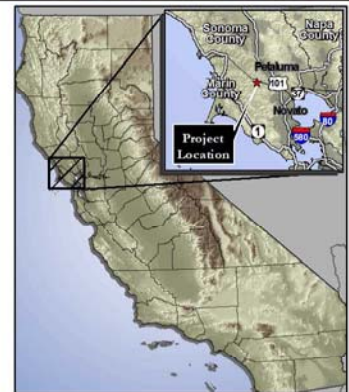 Sonoma
County
Napa
County
Petaluma
101
37
Marin
County
Novato
80
Project
Location
1
580